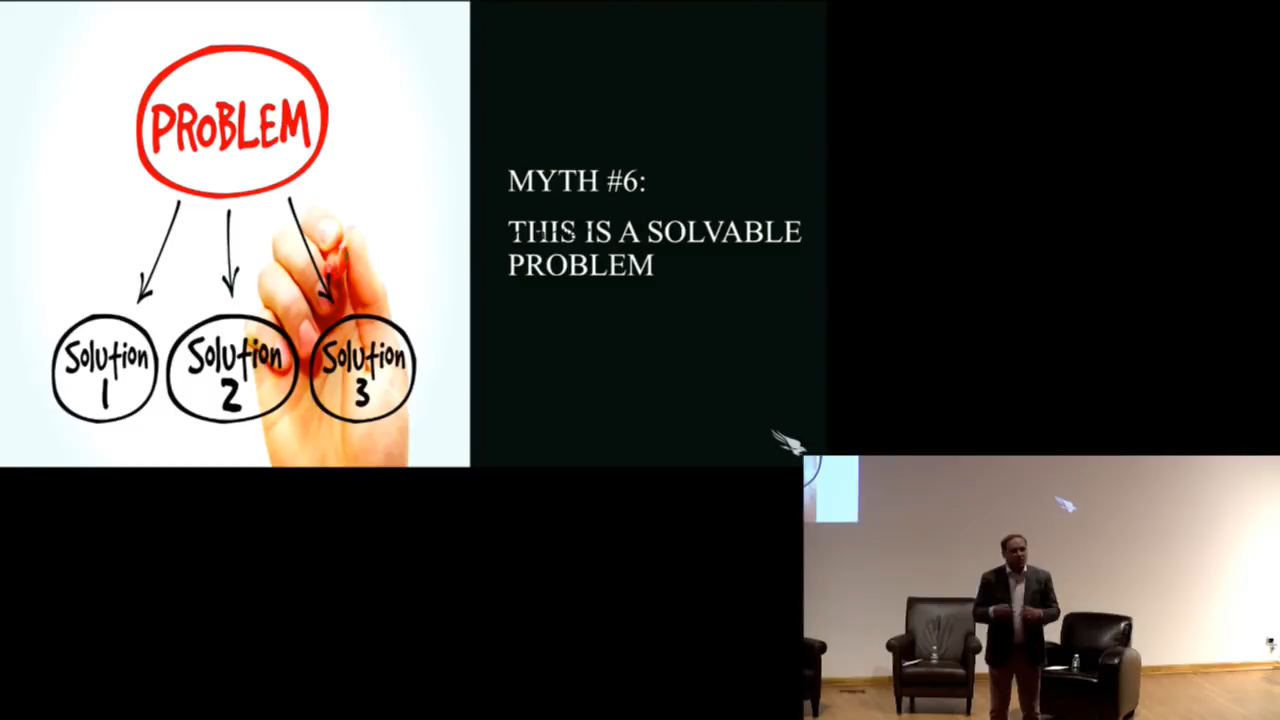 PROBLEM
Solution
1
Solution
2
Solution
3
MYTH #6:
THIS IS A SOLVABLE
PROBLEM